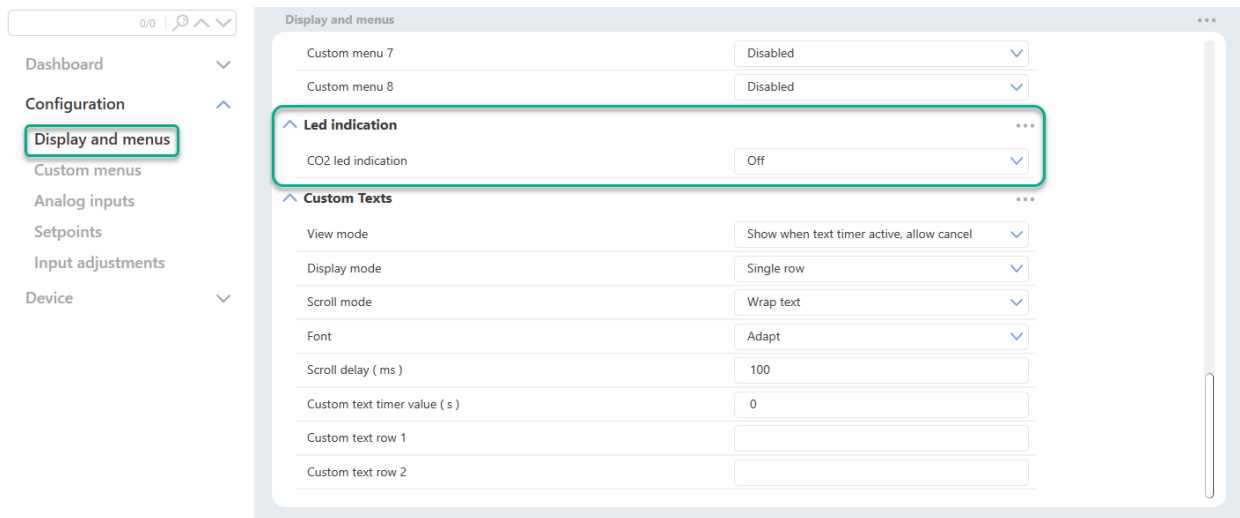 0/0
Dashboard
Configuration
Display and menus
Custom menus
Analog inputs
Setpoints
Input adjustments
Device
Display and menus
Custom menu 7 Disabled
Custom menu 8 Disabled
Led indication
CO2 led indication Off
Custom Texts
View mode Show when text timer active, allow cancel
Display mode Single row
Scroll mode Wrap text
Font Adapt
Scroll delay ( ms ) 100
Custom text timer value ( s ) 0
Custom text row 1
Custom text row 2